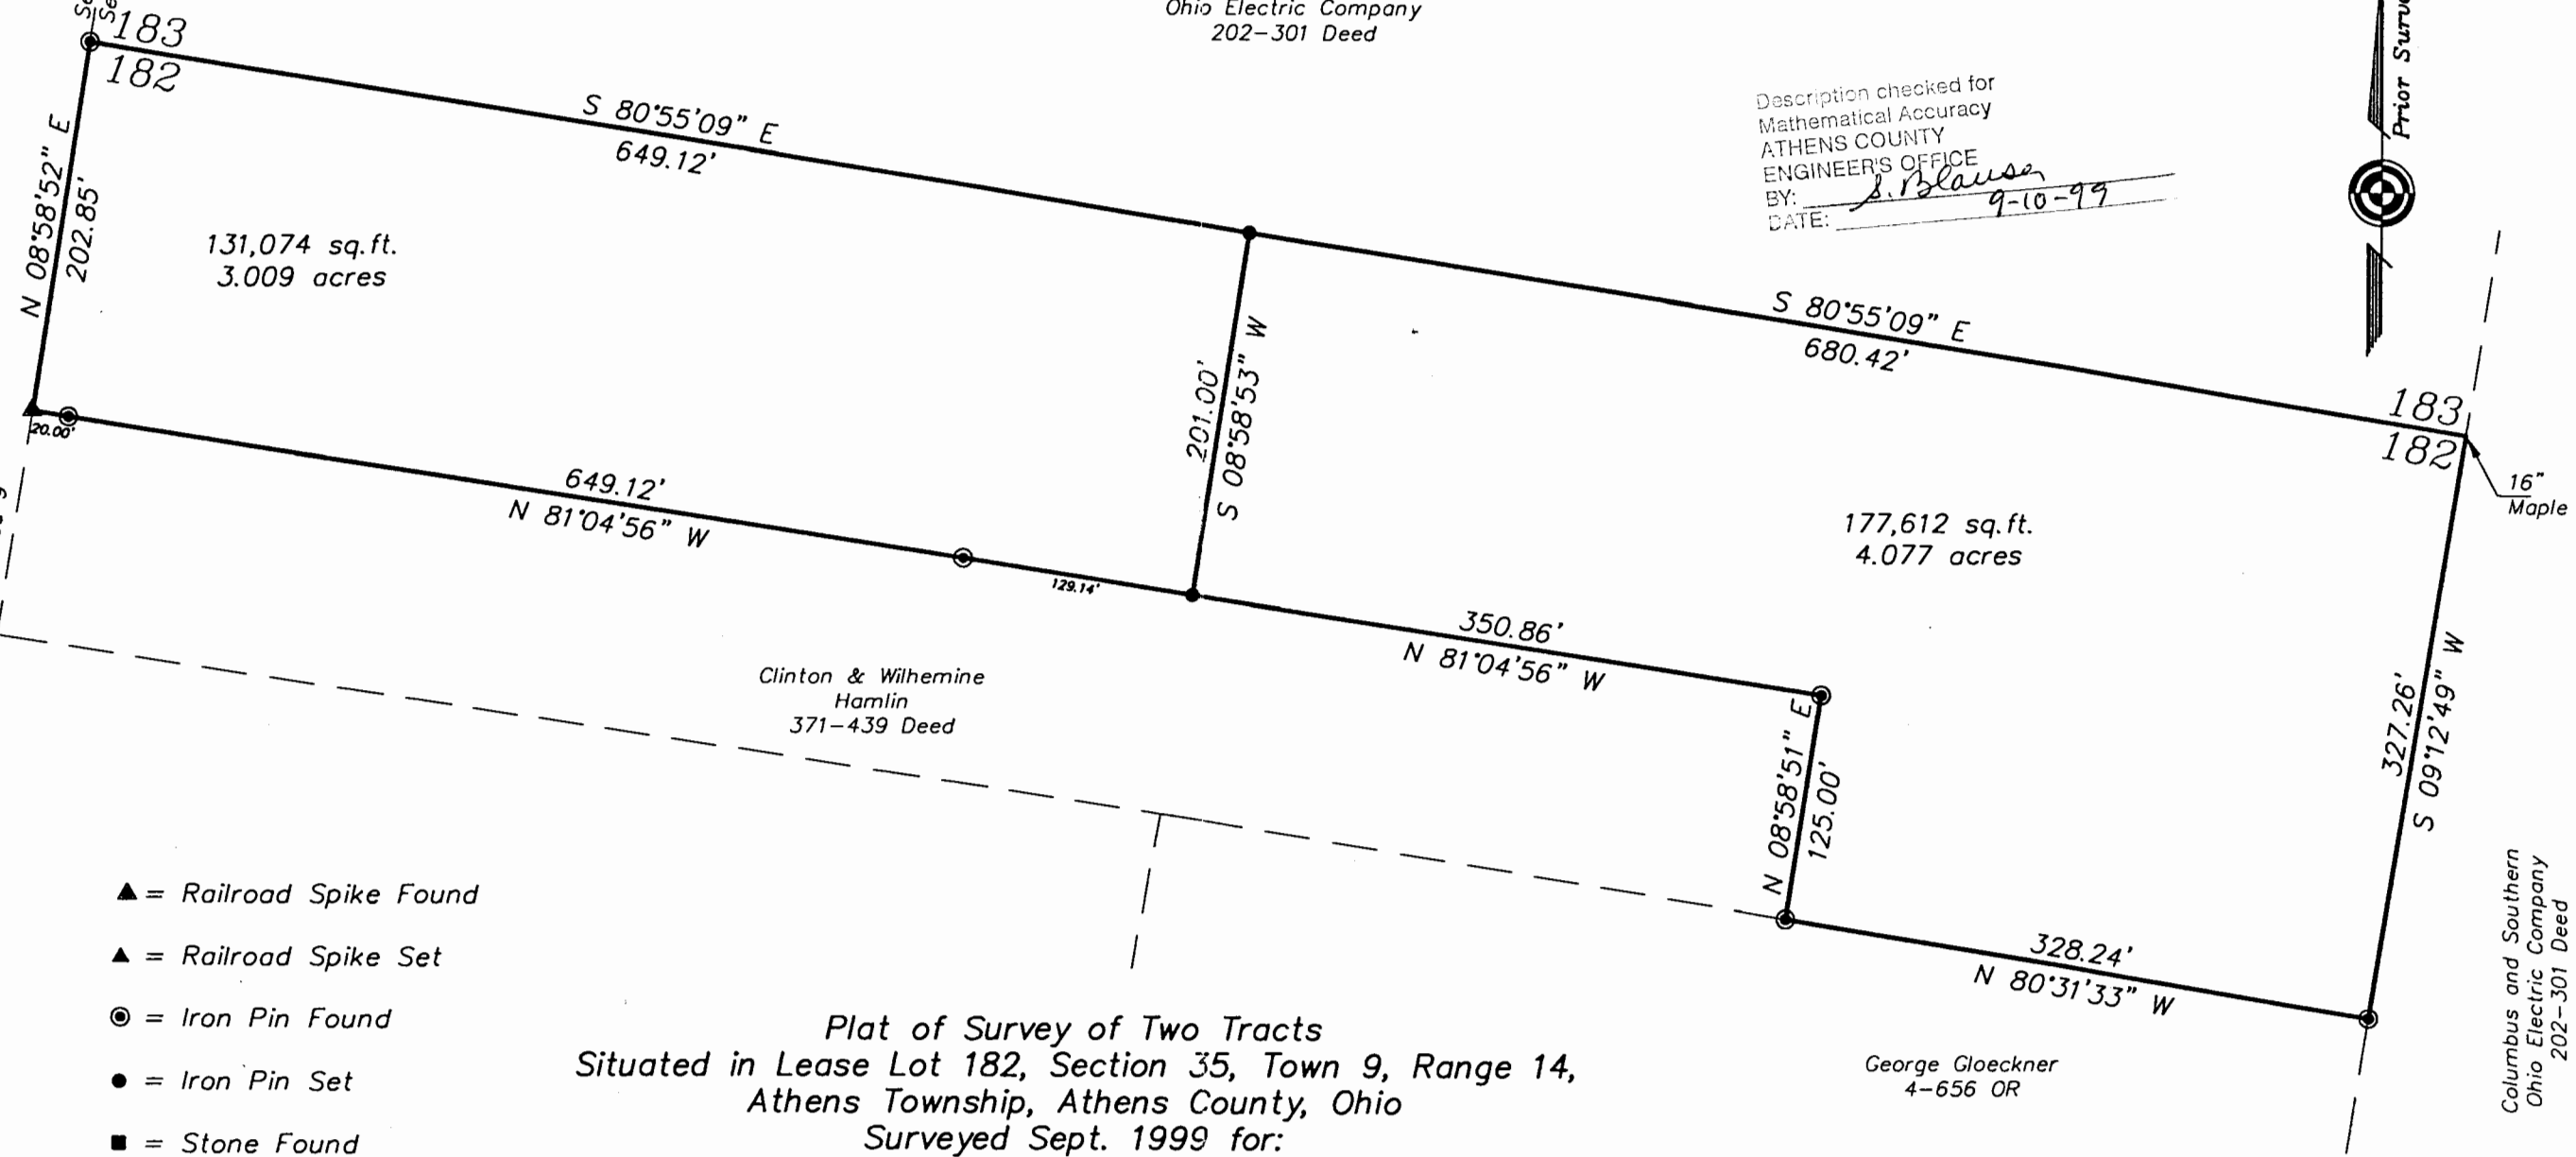 183
182
Ohio Electric Company
202-301 Deed
Prior
S 80°55'09" E
649.12'
N 08°58'52" E
202.85'
131,074 sq.ft.
3.009 acres
Description checked for
Mathematical Accuracy
ATHENS COUNTY
ENGINEER'S OFFICE
BY: S. Blauser
DATE: 9-10-99
201.00'
S 08°58'53" W
S 80°55'09" E
680.42'
183
182
16"
Maple
20.00'
649.12'
N 81°04'56" W
129.14'
177,612 sq.ft.
4.077 acres
350.86'
N 81°04'56" W
Clinton & Wilhemine
Hamlin
371-439 Deed
N 08°58'51" E
125.00'
327.26'
S 09°12'49" W
328.24'
N 80°31'33" W
▲ = Railroad Spike Found
▲ = Railroad Spike Set
= Iron Pin Found
● = Iron Pin Set
■ = Stone Found
Plat of Survey of Two Tracts
Situated in Lease Lot 182, Section 35, Town 9, Range 14,
Athens Township, Athens County, Ohio
Surveyed Sept. 1999 for:
George Gloeckner
4-656 OR
Columbus and Southern
Ohio Electric Company
202-301 Deed